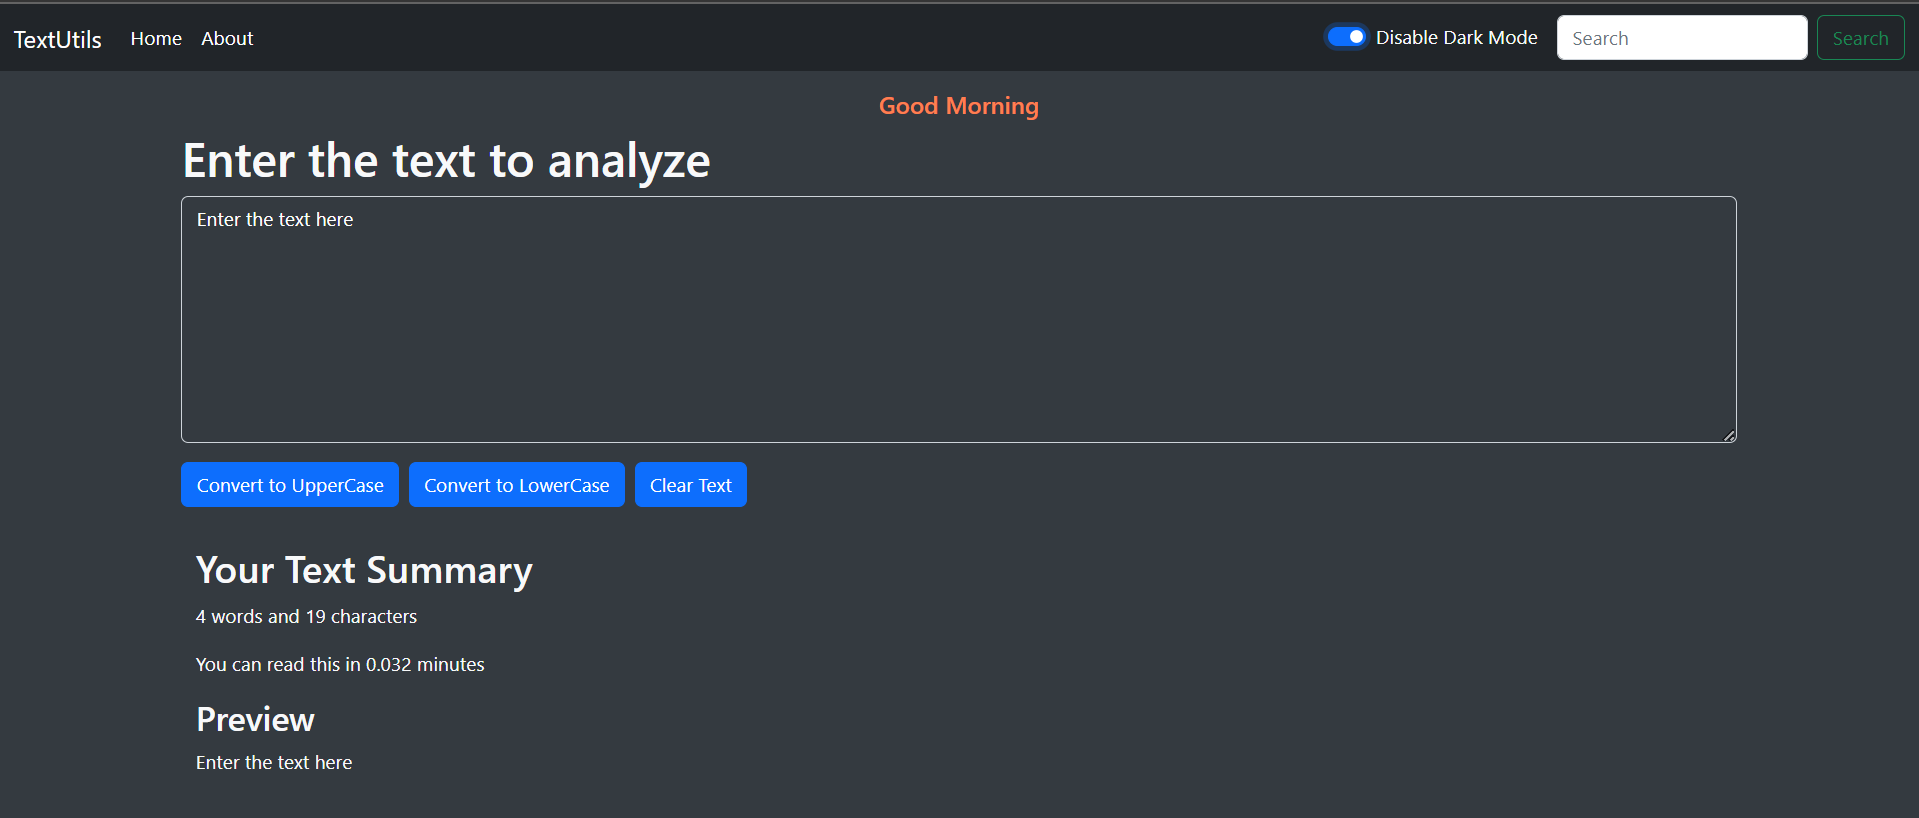 TextUtils Home About Disable Dark Mode Search Search
Good Morning
Enter the text to analyze
Enter the text here
Convert to UpperCase Convert to LowerCase Clear Text
Your Text Summary
4 words and 19 characters
You can read this in 0.032 minutes
Preview
Enter the text here